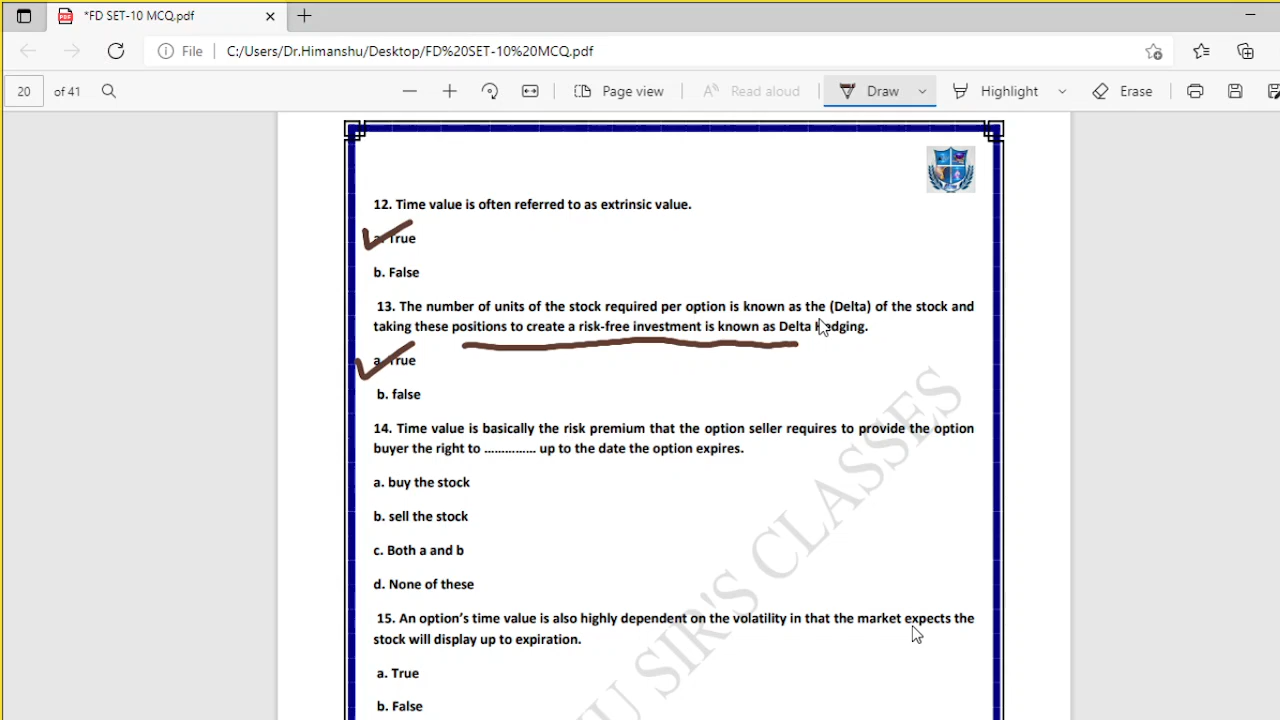 *FD SET-10 MCQ.pdf
File C:/Users/Dr.Himanshu/Desktop/FD%20SET-10%20MCQ.pdf
20 of 41 Page view Read aloud Draw Highlight Erase
12. Time value is often referred to as extrinsic value.
a. True
b. False
13. The number of units of the stock required per option is known as the (Delta) of the stock and
taking these positions to create a risk-free investment is known as Delta Hedging.
a. True
b. false
14. Time value is basically the risk premium that the option seller requires to provide the option
buyer the right to …………… up to the date the option expires.
a. buy the stock
b. sell the stock
c. Both a and b
d. None of these
15. An option’s time value is also highly dependent on the volatility in that the market expects the
stock will display up to expiration.
a. True
b. False
SIR'S CLASSES